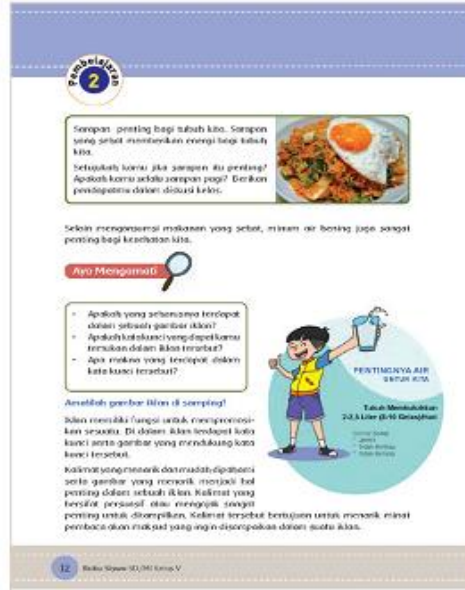 Pembelajaran
2
Sarapan penting bagi tubuh kita. Sarapan
yang sehat memberikan energi bagi tubuh
kita.
Setujukah kamu jika sarapan itu penting?
Apakah kamu selalu sarapan pagi? Berikan
pendapatmu dalam diskusi kelas.
Selain mengonsumsi makanan yang sehat, minum air bening juga sangat
penting bagi kesehatan kita.
Ayo Mengamati
• Apakah yang seharusnya terdapat
dalam sebuah gambar iklan?
• Apakah kata kunci yang dapat kamu
temukan dalam iklan tersebut?
• Apa makna yang terdapat dalam
kata kunci tersebut?
Amatilah gambar iklan di samping!
Iklan memiliki fungsi untuk mempromosi-
kan sesuatu. Di dalam iklan terdapat kata
kunci serta gambar yang mendukung kata
kunci tersebut.
Kalimat yang menarik dan mudah dipahami
serta gambar yang menarik menjadi hal
penting dalam sebuah iklan. Kalimat yang
bersifat persuasif atau mengajak sangat
penting untuk ditampilkan. Kalimat tersebut bertujuan untuk menarik minat
pembaca akan maksud yang ingin disampaikan dalam suatu iklan.
PENTINGNYA AIR
UNTUK KITA
Tubuh Membutuhkan
2-2,5 Liter (8-10 Gelas)/Hari
12 Buku Siswa SD/MI Kelas V